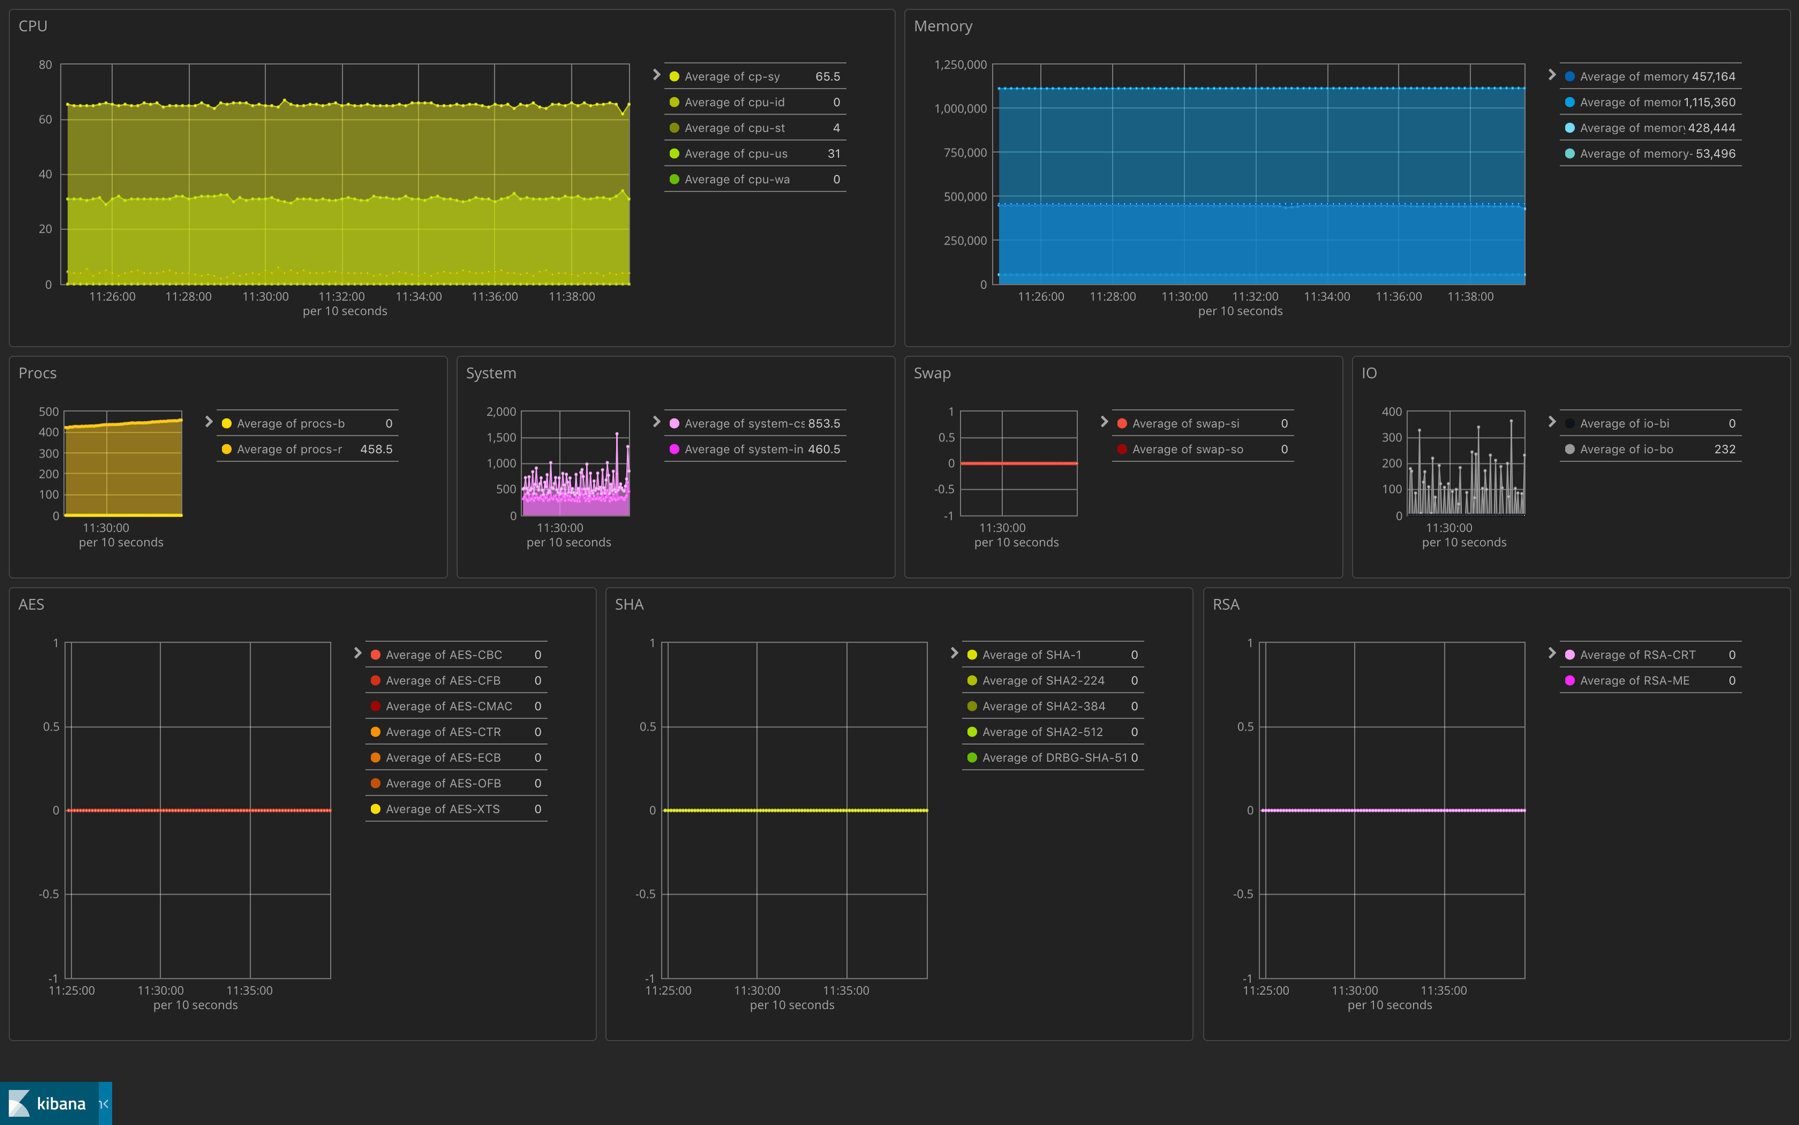 CPU
80
60
40
20
0
11:26:00 11:28:00 11:30:00 11:32:00 11:34:00 11:36:00 11:38:00
per 10 seconds
Average of cp-sy 65.5
Average of cpu-id 0
Average of cpu-st 4
Average of cpu-us 31
Average of cpu-wa 0
Memory
1,250,000
1,000,000
750,000
500,000
250,000
0
11:26:00 11:28:00 11:30:00 11:32:00 11:34:00 11:36:00 11:38:00
per 10 seconds
Average of memory 457,164
Average of memor 1,115,360
Average of memory 428,444
Average of memory- 53,496
Procs
500
400
300
200
100
0
11:30:00
per 10 seconds
Average of procs-b 0
Average of procs-r 458.5
System
2,000
1,500
1,000
500
0
11:30:00
per 10 seconds
Average of system-cs 853.5
Average of system-in 460.5
Swap
1
0.5
0
-0.5
-1
11:30:00
per 10 seconds
Average of swap-si 0
Average of swap-so 0
IO
400
300
200
100
0
11:30:00
per 10 seconds
Average of io-bi 0
Average of io-bo 232
AES
1
0.5
0
-0.5
-1
11:25:00 11:30:00 11:35:00
per 10 seconds
Average of AES-CBC 0
Average of AES-CFB 0
Average of AES-CMAC 0
Average of AES-CTR 0
Average of AES-ECB 0
Average of AES-OFB 0
Average of AES-XTS 0
SHA
1
0.5
0
-0.5
-1
11:25:00 11:30:00 11:35:00
per 10 seconds
Average of SHA-1 0
Average of SHA2-224 0
Average of SHA2-384 0
Average of SHA2-512 0
Average of DRBG-SHA-51 0
RSA
1
0.5
0
-0.5
-1
11:25:00 11:30:00 11:35:00
per 10 seconds
Average of RSA-CRT 0
Average of RSA-ME 0
kibana